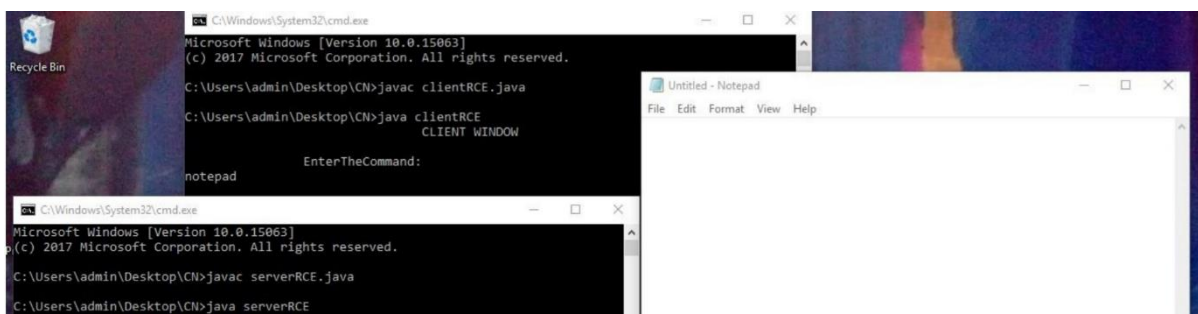 Recycle Bin
C:\Windows\System32\cmd.exe
Microsoft Windows [Version 10.0.15063]
(c) 2017 Microsoft Corporation. All rights reserved.
C:\Users\admin\Desktop\CN>javac clientRCE.java
C:\Users\admin\Desktop\CN>java clientRCE
CLIENT WINDOW
EnterTheCommand:
notepad
Untitled - Notepad
File Edit Format View Help
C:\Windows\System32\cmd.exe
Microsoft Windows [Version 10.0.15063]
(c) 2017 Microsoft Corporation. All rights reserved.
C:\Users\admin\Desktop\CN>javac serverRCE.java
C:\Users\admin\Desktop\CN>java serverRCE